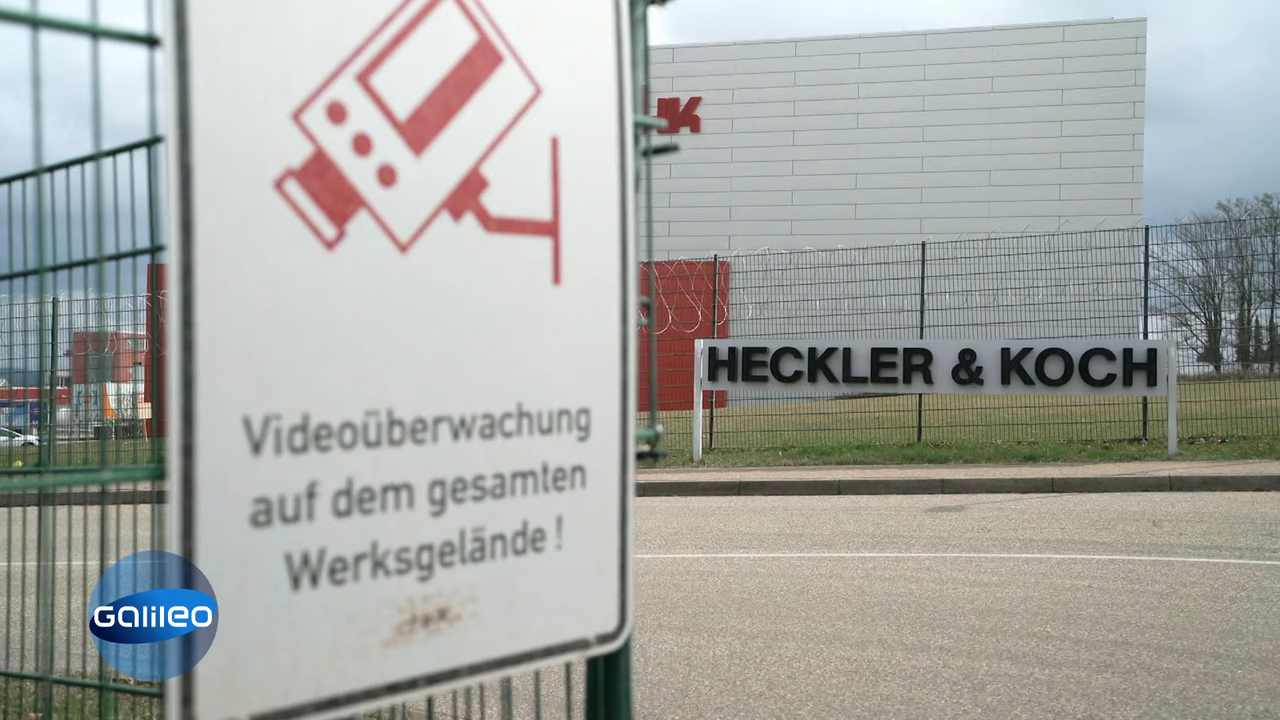 K
HECKLER & KOCH
Videoüberwachung
auf dem gesamten
Werksgelände !
Galileo